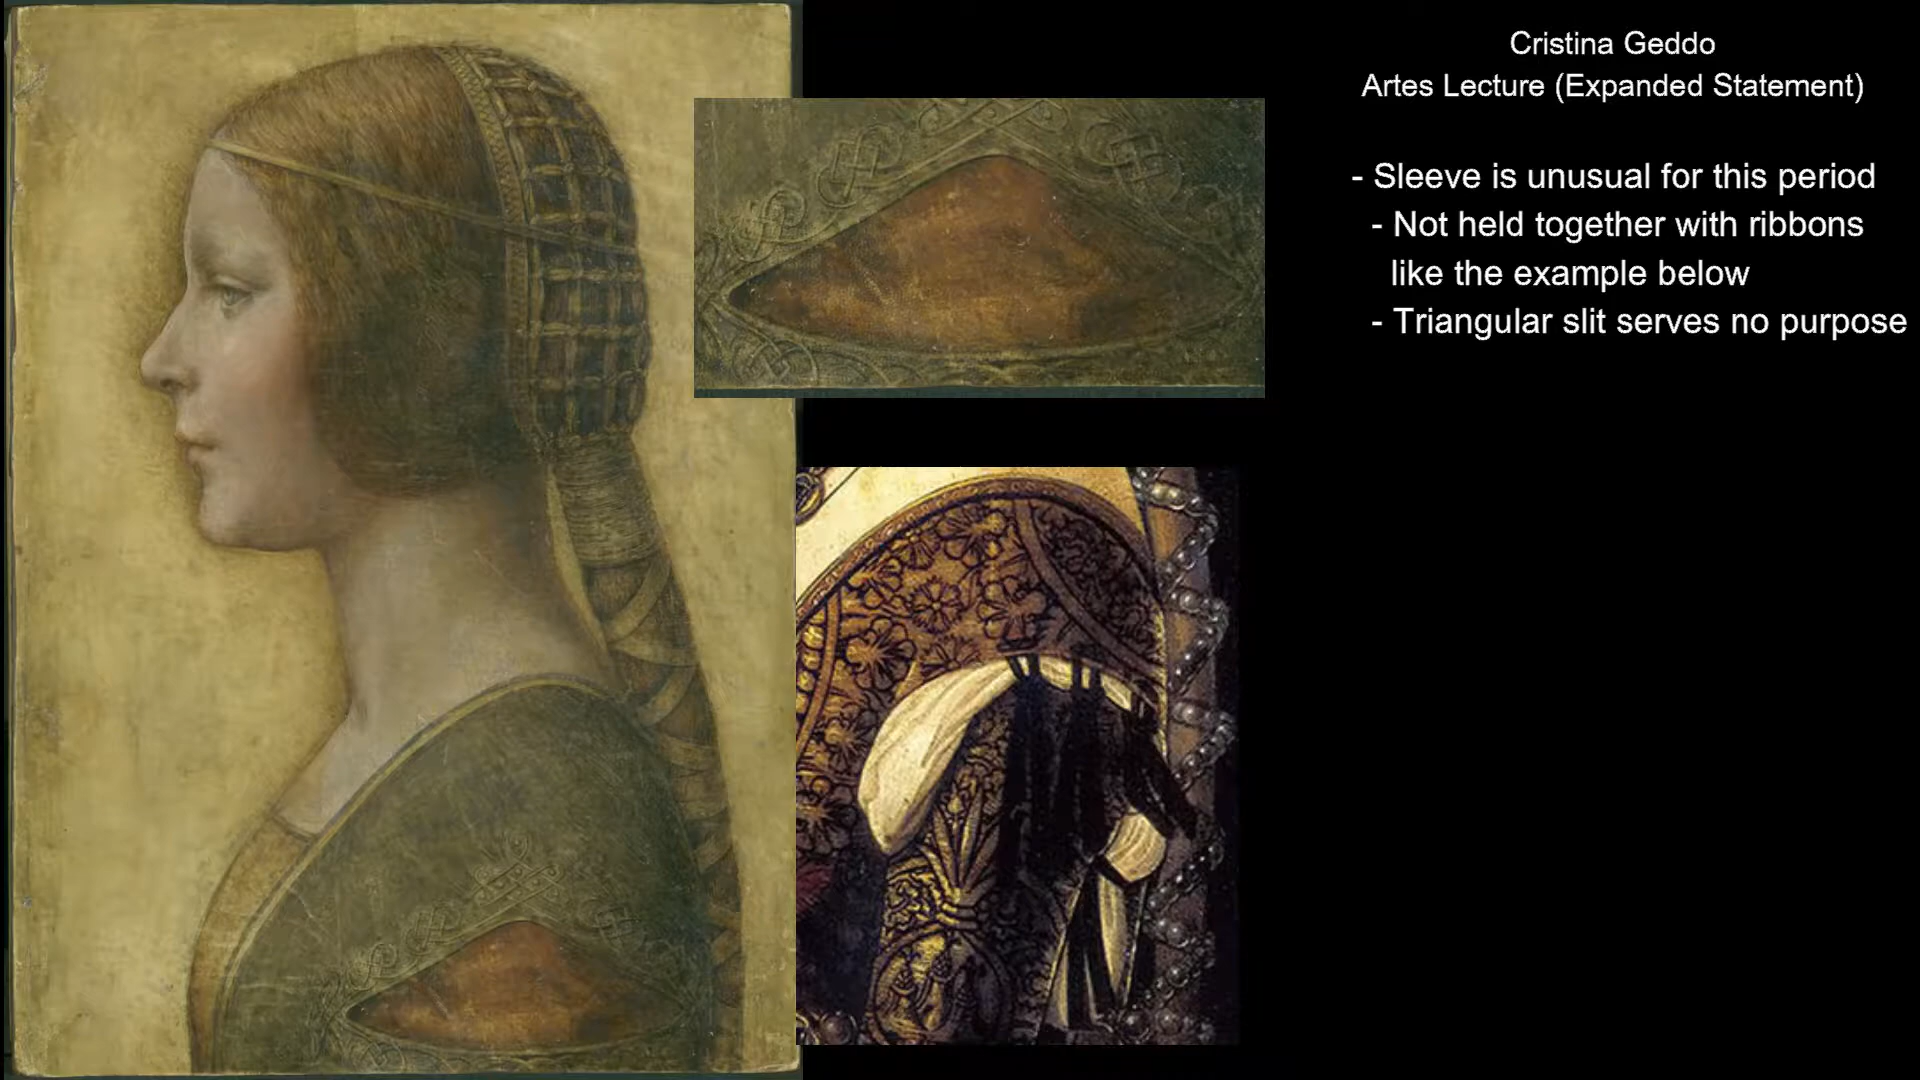 Cristina Geddo
Artes Lecture (Expanded Statement)
- Sleeve is unusual for this period
- Not held together with ribbons
like the example below
- Triangular slit serves no purpose